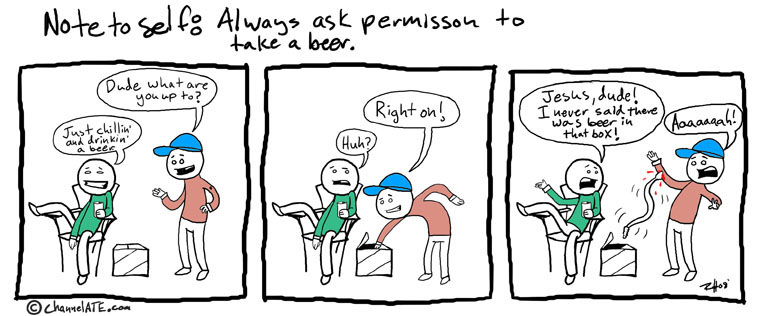 Note to self: Always ask permisson to
take a beer.
Dude what are
you up to?
Just chillin'
and drinkin'
a beer
Huh?
Right on!
Jesus, dude!
I never said there
was beer in
that box!
Aaaaaaah!
© ChannelATE.com